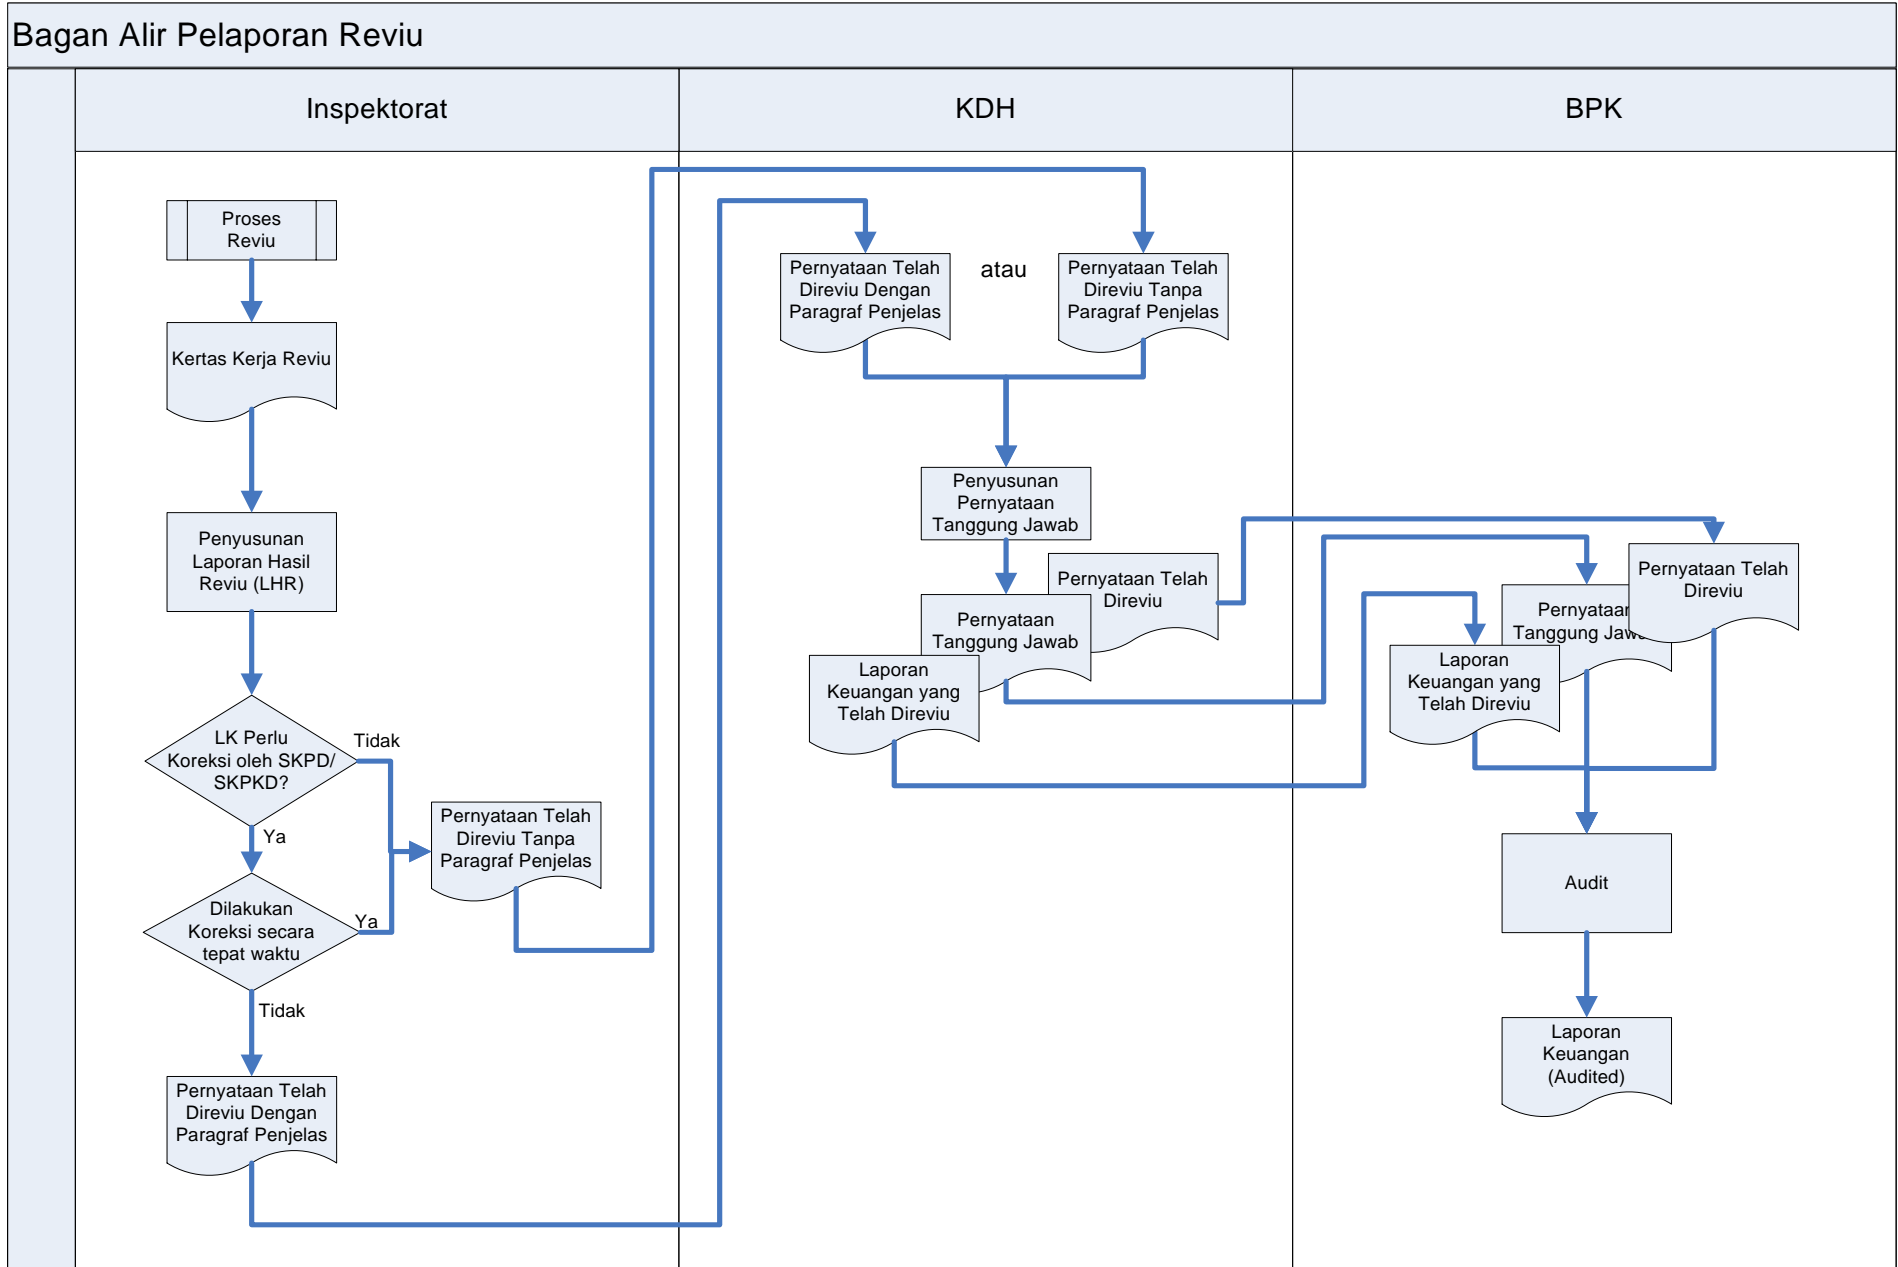 Bagan Alir Pelaporan Reviu
Inspektorat
KDH
BPK
Proses
Reviu
Kertas Kerja Reviu
Penyusunan
Laporan Hasil
Reviu (LHR)
LK Perlu
Koreksi oleh SKPD/
SKPKD?
Tidak
Ya
Dilakukan
Koreksi secara
tepat waktu
Ya
Tidak
Pernyataan Telah
Direviu Tanpa
Paragraf Penjelas
Pernyataan Telah
Direviu Dengan
Paragraf Penjelas
Pernyataan Telah
Direviu Dengan
Paragraf Penjelas
atau
Pernyataan Telah
Direviu Tanpa
Paragraf Penjelas
Penyusunan
Pernyataan
Tanggung Jawab
Pernyataan Telah
Direviu
Pernyataan
Tanggung Jawab
Laporan
Keuangan yang
Telah Direviu
Pernyataan Telah
Direviu
Pernyataan
Tanggung
Laporan
Keuangan yang
Telah Direviu
Audit
Laporan
Keuangan
(Audited)